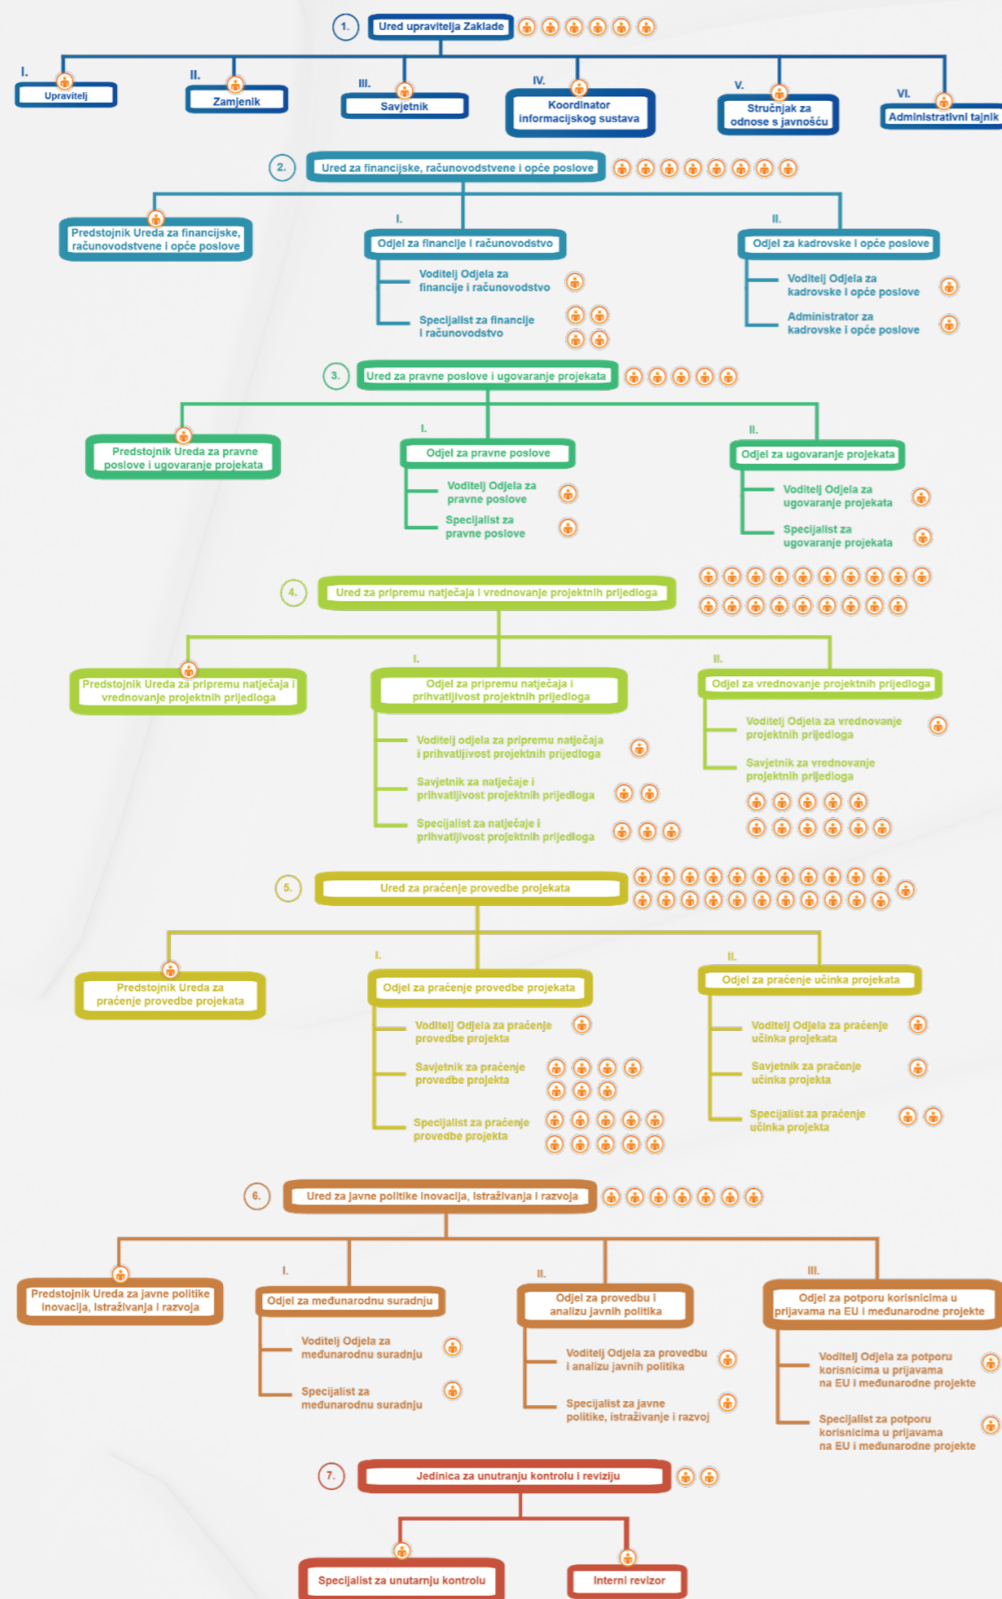 1.
Ured upravitelja Zaklade
I.
Upravitelj
II.
Zamjenik
III.
Savjetnik
IV.
Koordinator
informacijskog sustava
V.
Stručnjak za
odnose s javnošću
VI.
Administrativni tajnik
2.
Ured za financijske, računovodstvene i opće poslove
Predstojnik Ureda za financijske,
računovodstvene i opće poslove
I.
Odjel za financije i računovodstvo
Voditelj Odjela za
financije i računovodstvo
Specijalist za financije
i računovodstvo
II.
Odjel za kadrovske i opće poslove
Voditelj Odjela za
kadrovske i opće poslove
Administrator za
kadrovske i opće poslove
3.
Ured za pravne poslove i ugovaranje projekata
Predstojnik Ureda za pravne
poslove i ugovaranje projekata
I.
Odjel za pravne poslove
Voditelj Odjela za
pravne poslove
Specijalist za
pravne poslove
II.
Odjel za ugovaranje projekata
Voditelj Odjela za
ugovaranje projekata
Specijalist za
ugovaranje projekata
4.
Ured za pripremu natječaja i vrednovanje projektnih prijedloga
Predstojnik Ureda za pripremu natječaja i
vrednovanje projektnih prijedloga
I.
Odjel za pripremu natječaja i
prihvatljivost projektnih prijedloga
Voditelj odjela za pripremu natječaja
i prihvatljivost projektnih prijedloga
Savjetnik za natječaje i
prihvatljivost projektnih prijedloga
Specijalist za natječaje i
prihvatljivost projektnih prijedloga
II.
Odjel za vrednovanje projektnih prijedloga
Voditelj Odjela za vrednovanje
projektnih prijedloga
Savjetnik za vrednovanje
projektnih prijedloga
5.
Ured za praćenje provedbe projekata
Predstojnik Ureda za
praćenje provedbe projekata
I.
Odjel za praćenje provedbe projekata
Voditelj Odjela za praćenje
provedbe projekta
Savjetnik za praćenje
provedbe projekta
Specijalist za praćenje
provedbe projekta
II.
Odjel za praćenje učinka projekata
Voditelj Odjela za praćenje
učinka projekata
Savjetnik za praćenje
učinka projekta
Specijalist za praćenje
učinka projekta
6.
Ured za javne politike inovacija, istraživanja i razvoja
Predstojnik Ureda za javne politike
inovacija, istraživanja i razvoja
I.
Odjel za međunarodnu suradnju
Voditelj Odjela za
međunarodnu suradnju
Specijalist za
međunarodnu suradnju
II.
Odjel za provedbu i
analizu javnih politika
Voditelj Odjela za provedbu
i analizu javnih politika
Specijalist za javne
politike, istraživanje i razvoj
III.
Odjel za potporu korisnicima u
prijavama na EU i međunarodne projekte
Voditelj Odjela za potporu
korisnicima u prijavama
na EU i međunarodne projekte
Specijalist za potporu
korisnicima u prijavama
na EU i međunarodne projekte
7.
Jedinica za unutranju kontrolu i reviziju
Specijalist za unutarnju kontrolu
Interni revizor